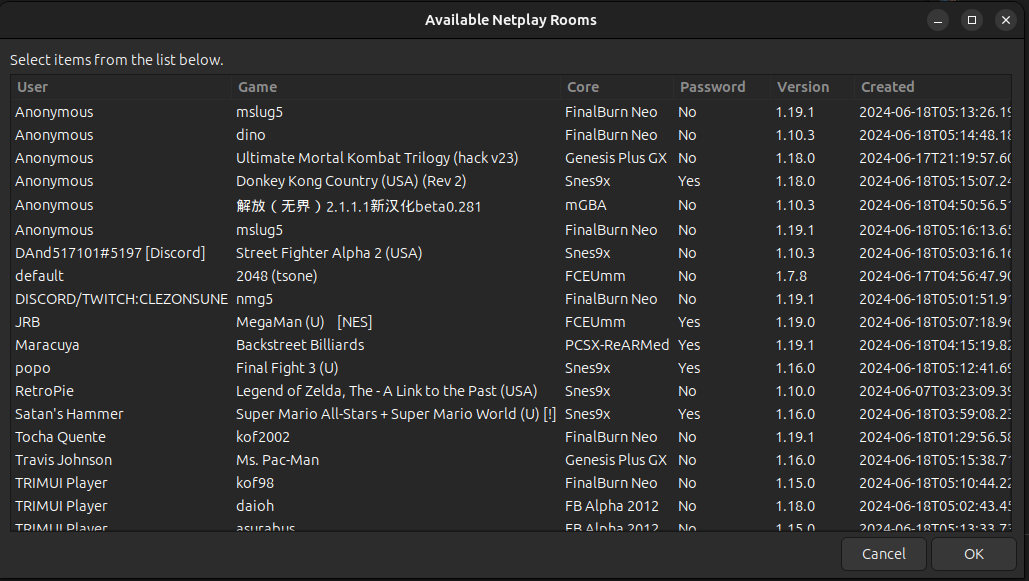 Available Netplay Rooms
Select items from the list below.
User Game Core Password Version Created
Anonymous mslug5 FinalBurn Neo No 1.19.1 2024-06-18T05:13:26.19
Anonymous dino FinalBurn Neo No 1.10.3 2024-06-18T05:14:48.18
Anonymous Ultimate Mortal Kombat Trilogy (hack v23) Genesis Plus GX No 1.18.0 2024-06-17T21:19:57.60
Anonymous Donkey Kong Country (USA) (Rev 2) Snes9x Yes 1.18.0 2024-06-18T05:15:07.24
Anonymous 解放（无界）2.1.1.1新汉化beta0.281 mGBA No 1.10.3 2024-06-18T04:50:56.51
Anonymous mslug5 FinalBurn Neo No 1.19.1 2024-06-18T05:16:13.65
DAnd517101#5197 [Discord] Street Fighter Alpha 2 (USA) Snes9x No 1.10.3 2024-06-18T05:03:16.16
default 2048 (tsone) FCEUmm No 1.7.8 2024-06-17T04:56:47.90
DISCORD/TWITCH:CLEZONSUNE nmg5 FinalBurn Neo No 1.19.1 2024-06-18T05:01:51.91
JRB MegaMan (U) [NES] FCEUmm Yes 1.19.0 2024-06-18T05:07:18.96
Maracuya Backstreet Billiards PCSX-ReARMed Yes 1.19.1 2024-06-18T04:15:19.82
popo Final Fight 3 (U) Snes9x Yes 1.16.0 2024-06-18T05:12:41.69
RetroPie Legend of Zelda, The - A Link to the Past (USA) Snes9x No 1.10.0 2024-06-07T03:23:09.39
Satan's Hammer Super Mario All-Stars + Super Mario World (U) [!] Snes9x Yes 1.16.0 2024-06-18T03:59:08.23
Tocha Quente kof2002 FinalBurn Neo No 1.19.1 2024-06-18T01:29:56.58
Travis Johnson Ms. Pac-Man Genesis Plus GX No 1.16.0 2024-06-18T05:15:38.71
TRIMUI Player kof98 FinalBurn Neo No 1.15.0 2024-06-18T05:10:44.22
TRIMUI Player daioh FB Alpha 2012 No 1.18.0 2024-06-18T05:02:43.45
TRIMUI Player asurabus FB Alpha 2012 No 1.15.0 2024-06-18T05:13:33.73
Cancel OK